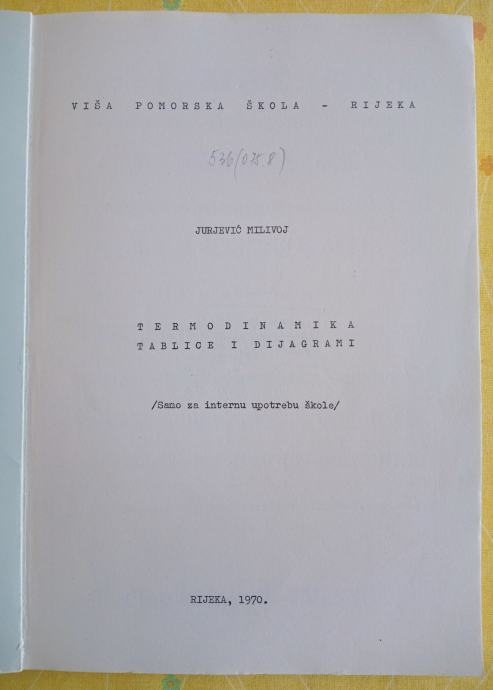 VIŠA POMORSKA ŠKOLA - RIJEKA
536(075.8)
JURJEVIĆ MILIVOJ
TERMODINAMIKA
TABLICE I DIJAGRAMI
/Samo za internu upotrebu škole/
RIJEKA, 1970.